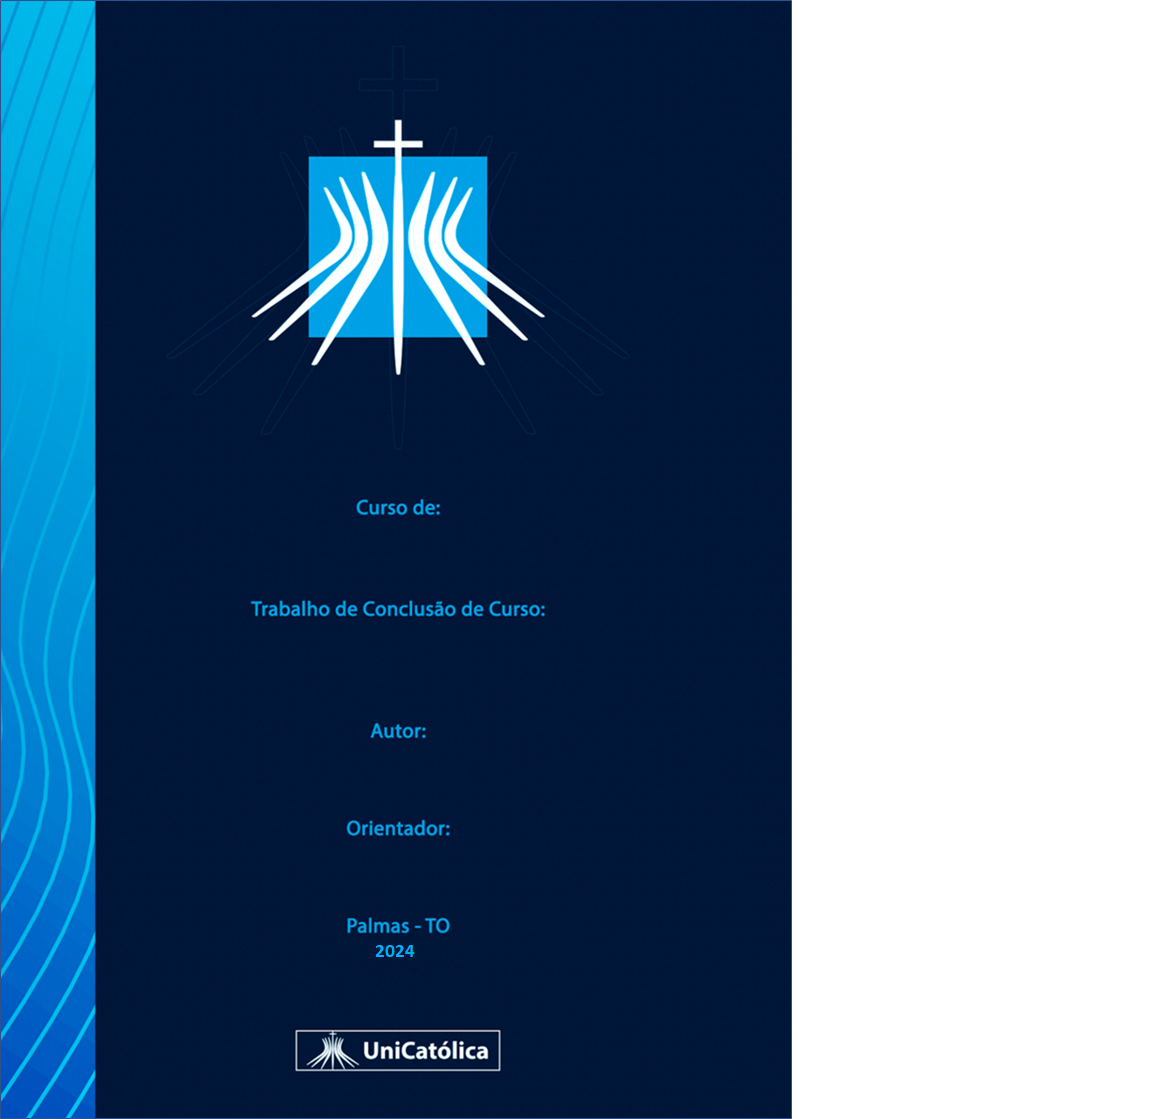 Curso de:
Trabalho de Conclusão de Curso:
Autor:
Orientador:
Palmas - TO
2024
UniCatólica